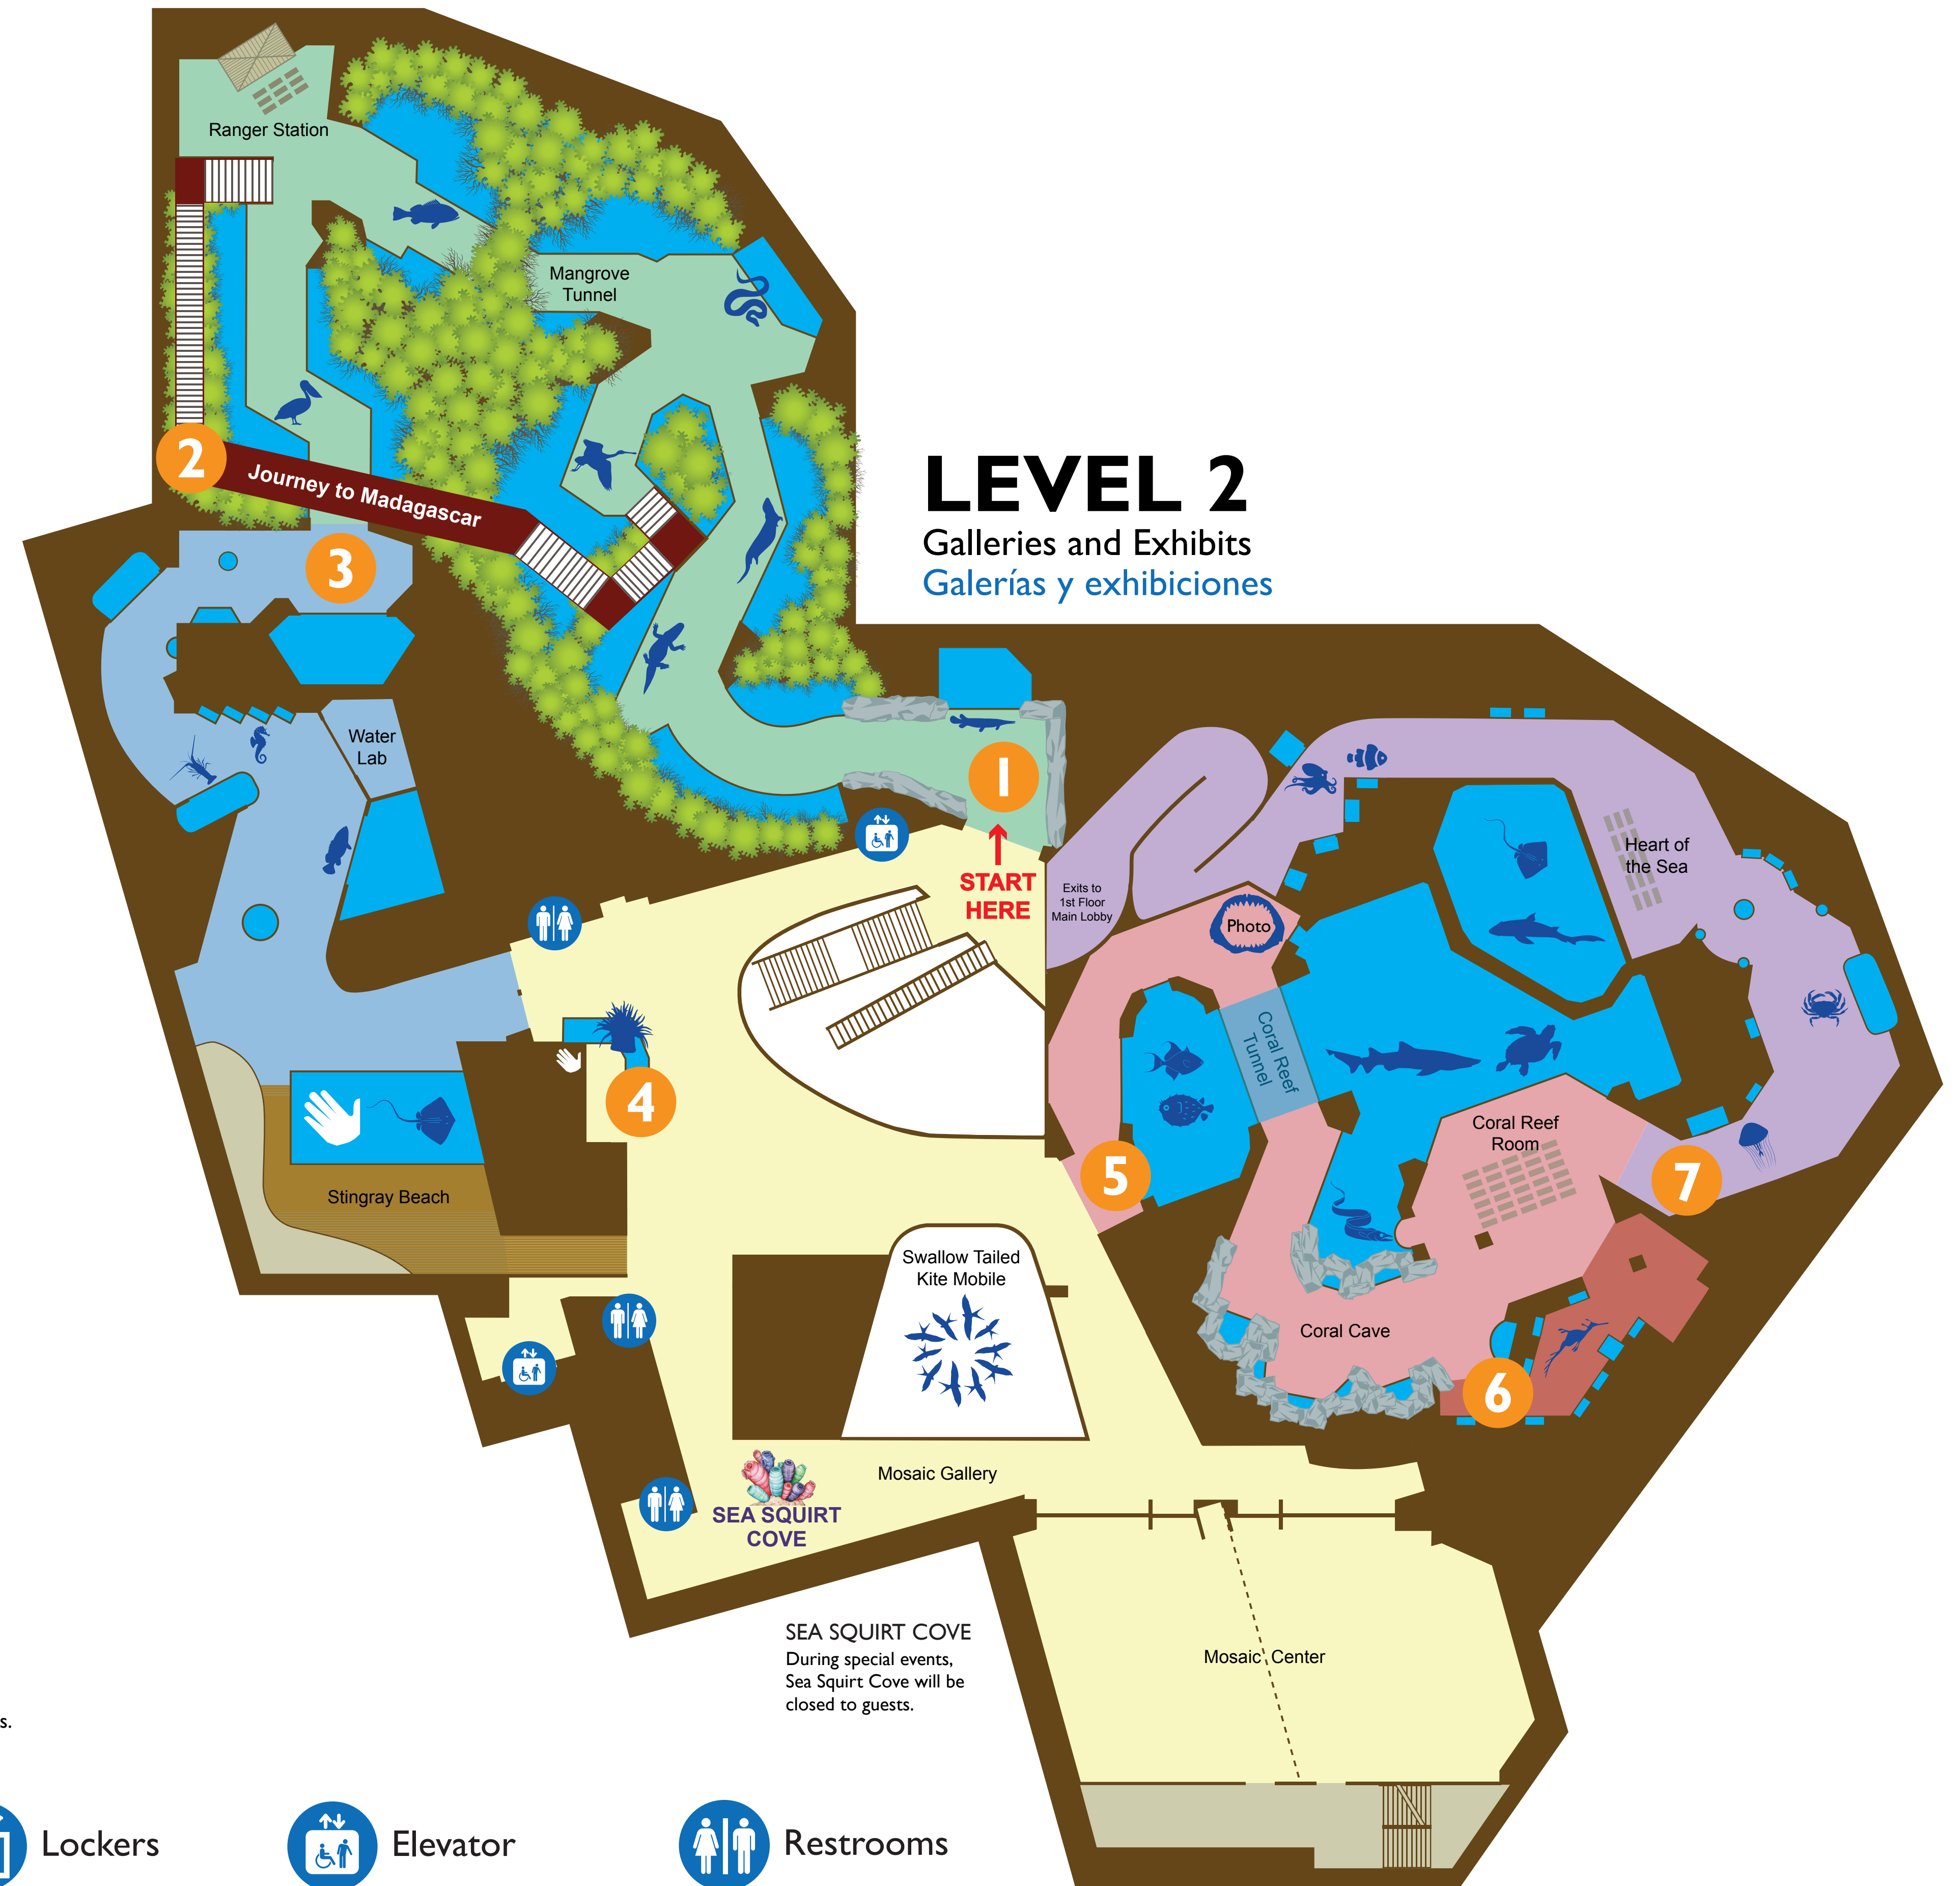 Ranger Station
Mangrove
Tunnel
2
Journey to Madagascar
LEVEL 2
Galleries and Exhibits
Galerías y exhibiciones
3
Water
Lab
1
START
HERE
Exits to
1st Floor
Main Lobby
Photo
Heart of
the Sea
Coral Reef
Tunnel
4
5
Coral Reef
Room
7
Stingray Beach
Swallow Tailed
Kite Mobile
Coral Cave
6
Mosaic Gallery
SEA SQUIRT
COVE
SEA SQUIRT COVE
During special events,
Sea Squirt Cove will be
closed to guests.
Mosaic Center
s.
Lockers
Elevator
Restrooms